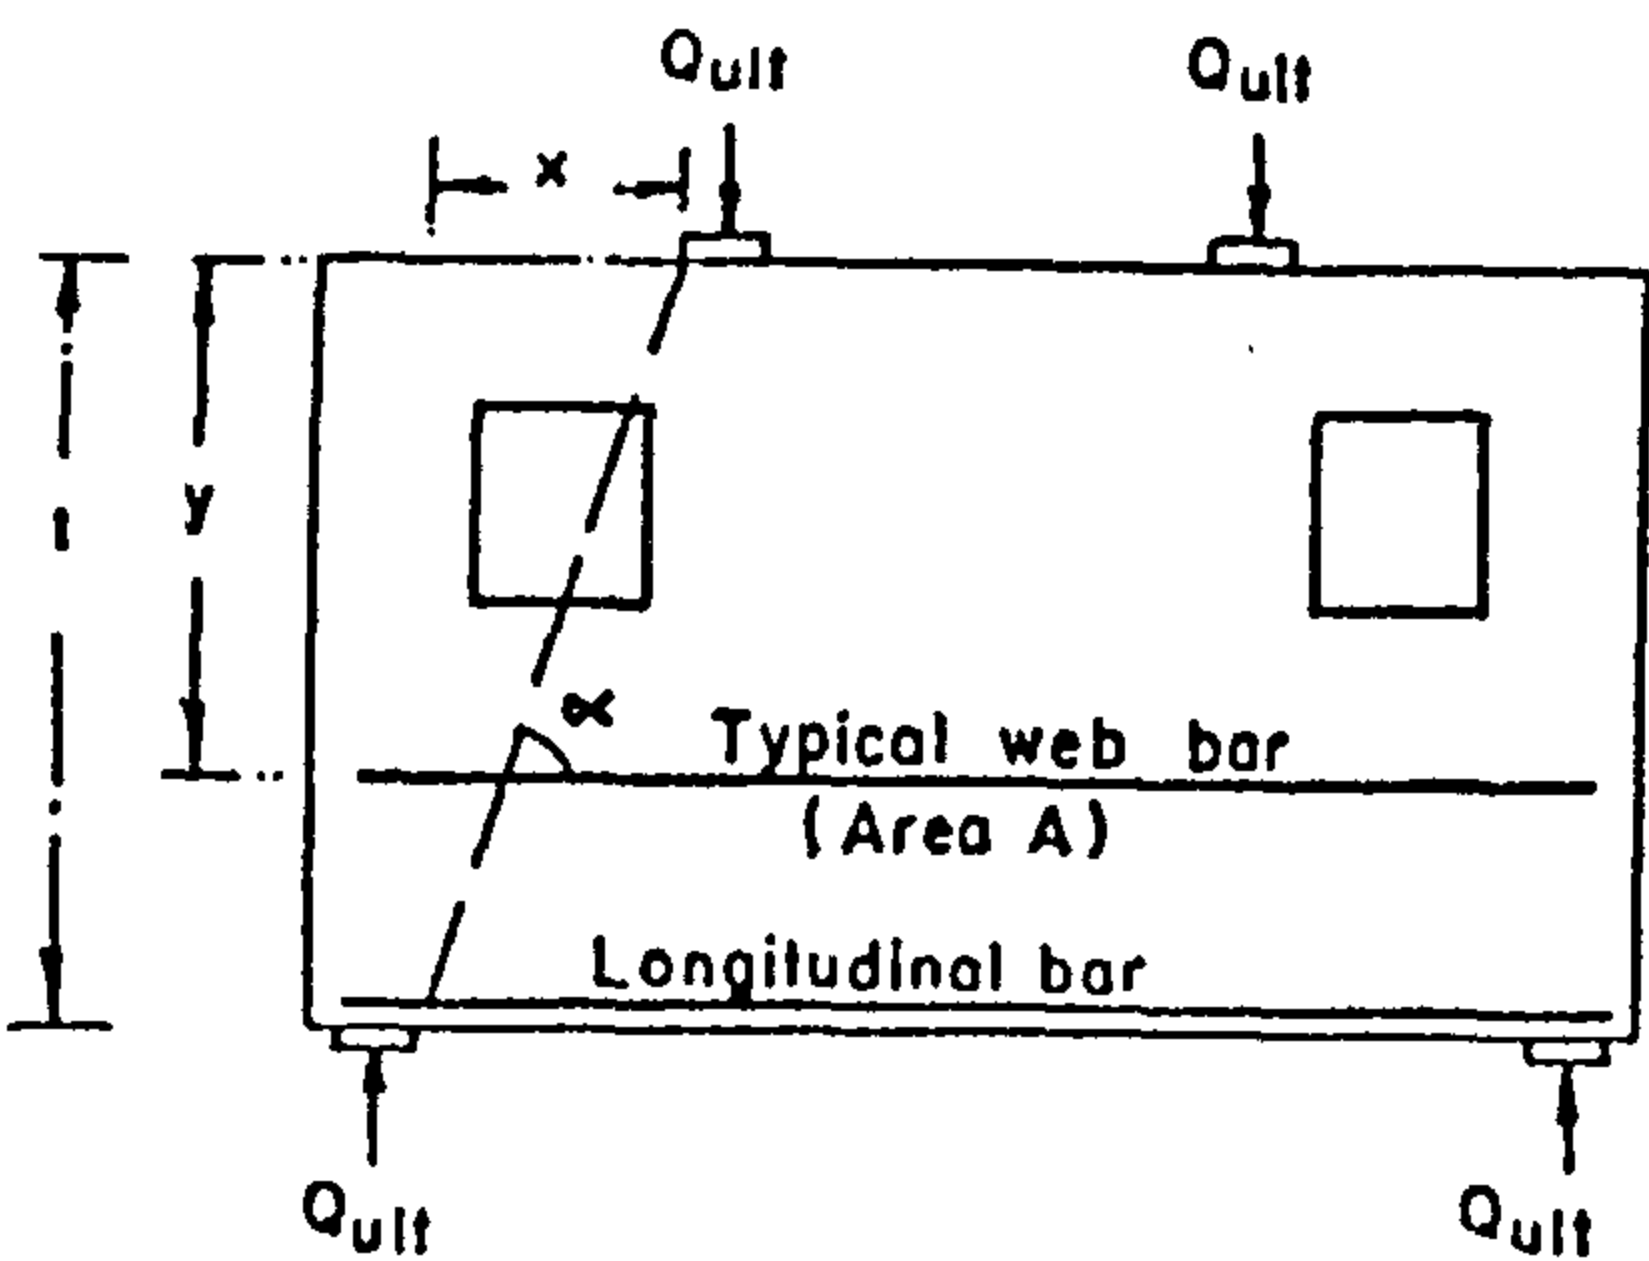 Qult Qult
x
y
α
Typical web bar
(Area A)
Longitudinal bar
Qult Qult